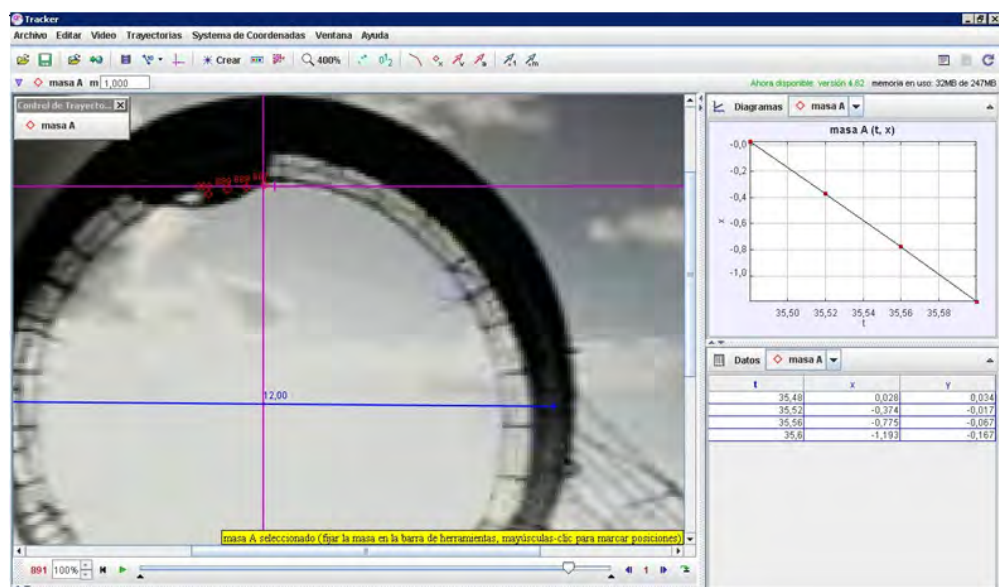 Tracker
Archivo Editar Video Trayectorias Systema de Coordenadas Ventana Ayuda
Crear 400%
masa A m 1,000 Ahora disponible: versión 4.82 memoria en uso: 32MB de 247MB
Control de Trayecto...
masa A
12,00
masa A seleccionado (fijar la masa en la barra de herramientas, mayúsculas-clic para marcar posiciones)
891 100% 1
Diagramas masa A
masa A (t, x)
-0,0
-0,2
-0,4
-0,6
x
-0,8
-1,0
35,50 35,52 35,54 35,56 35,58
t
Datos masa A
t x y
35,48 0,028 0,034
35,52 -0,374 -0,017
35,56 -0,775 -0,067
35,6 -1,193 -0,167